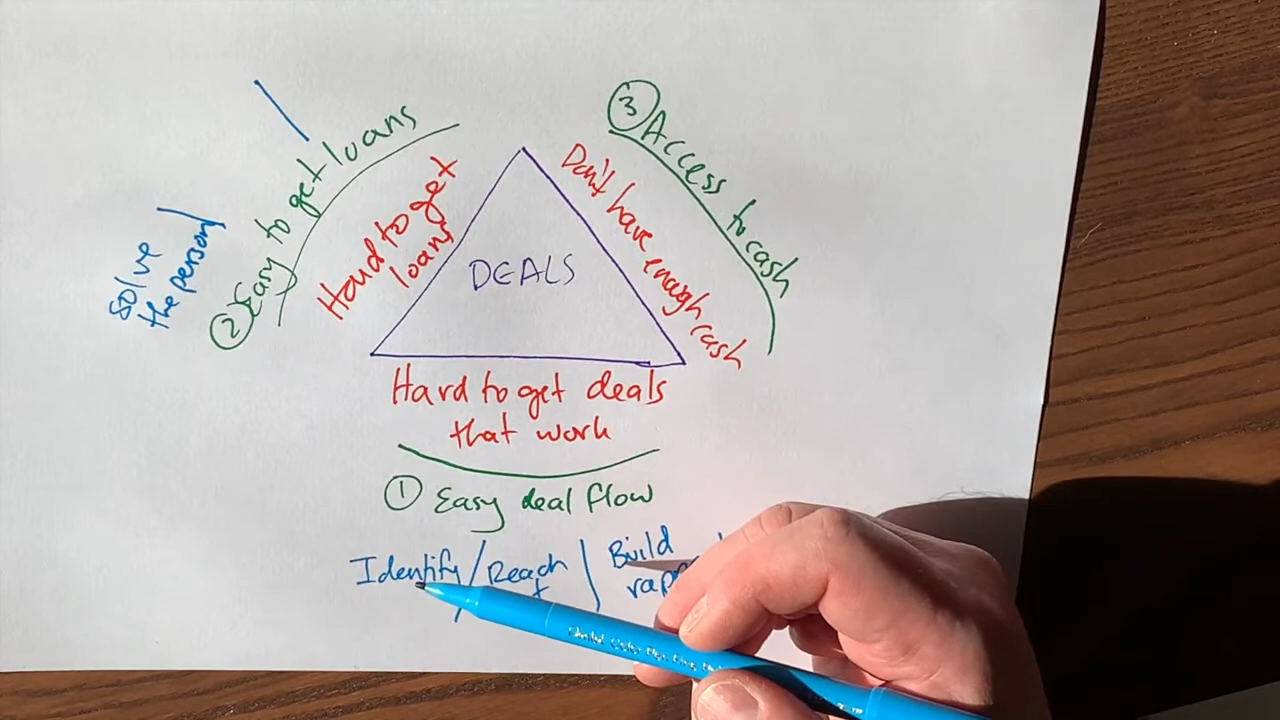 ③ Access to cash
Don't have enough cash
② Easy to get loans
Hard to get
loans
solve
the person
DEALS
Hard to get deals
that work
① Easy deal flow
Identify / Reach
Build